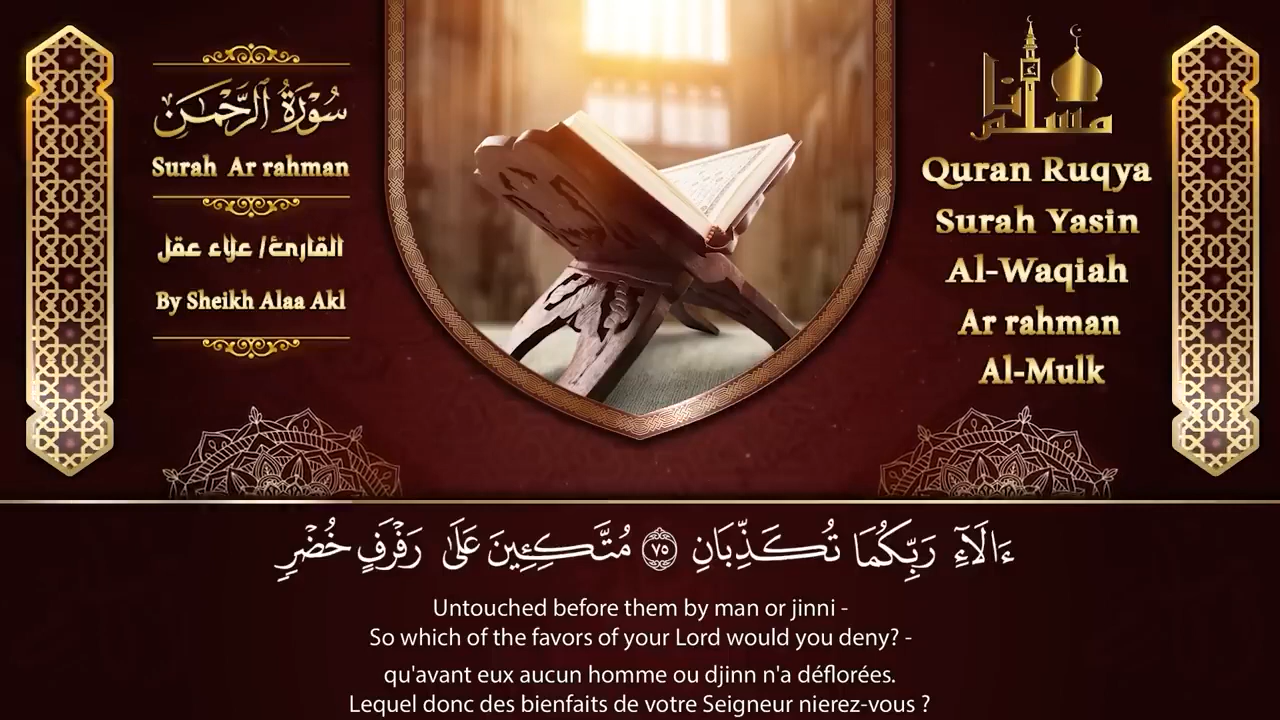 سُورَةُ ٱلرَّحْمَٰن
Surah Ar rahman
القارئ/ علاء عقل
By Sheikh Alaa Akl
أنا
مسلم
Quran Ruqya
Surah Yasin
Al-Waqiah
Ar rahman
Al-Mulk
ءَالَآءِ رَبِّكُمَا تُكَذِّبَانِ ٧٥ مُتَّكِـِٔينَ عَلَىٰ رَفْرَفٍ خُضْرٍ
Untouched before them by man or jinni -
So which of the favors of your Lord would you deny? -
qu'avant eux aucun homme ou djinn n'a déflorées.
Lequel donc des bienfaits de votre Seigneur nierez-vous ?